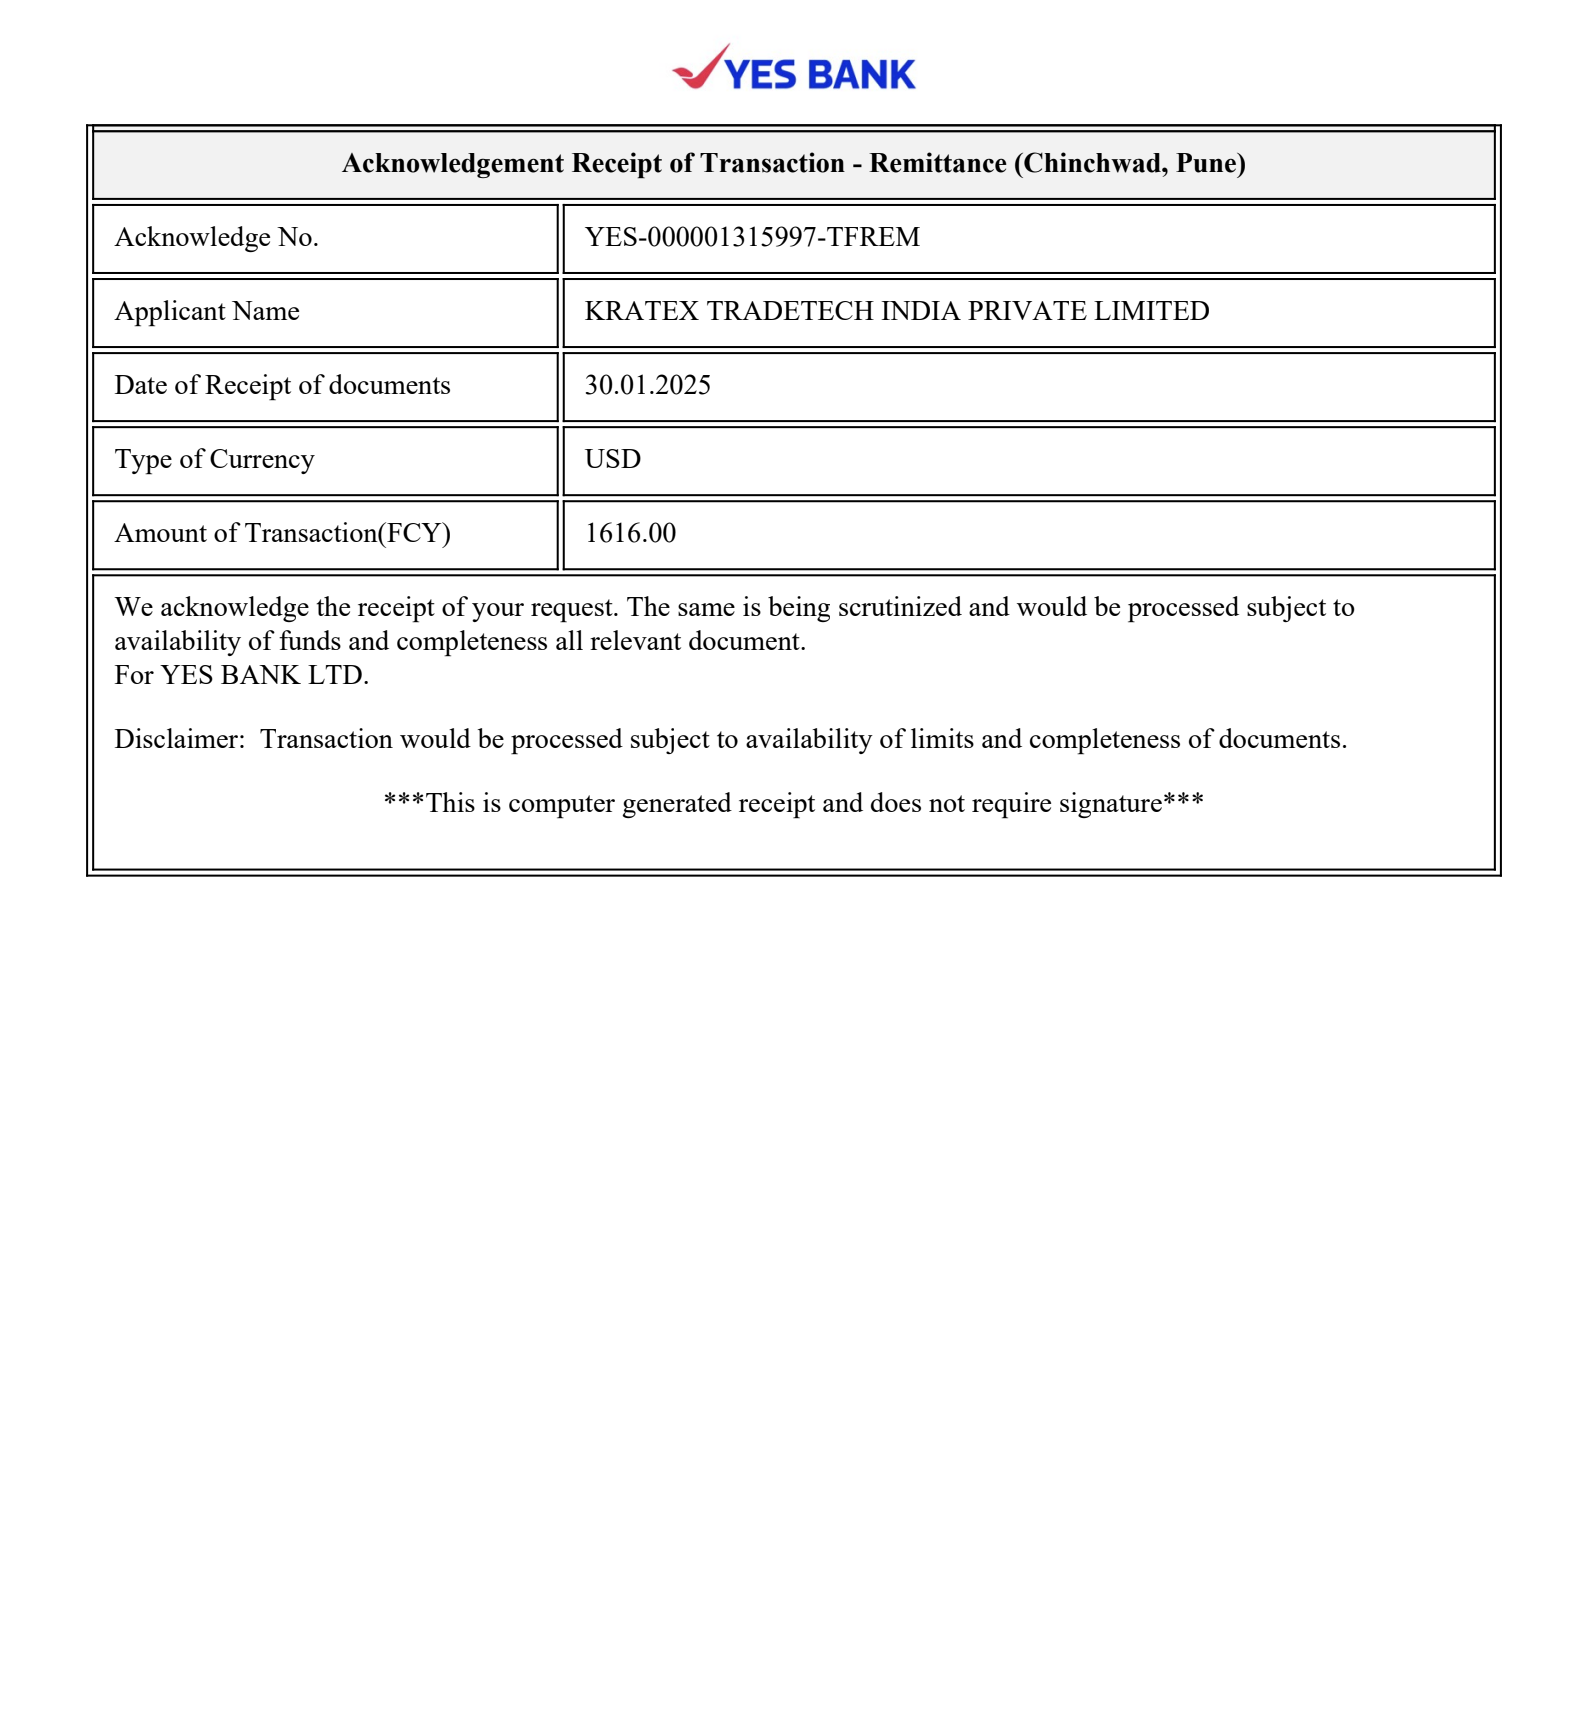 YES BANK
Acknowledgement Receipt of Transaction - Remittance (Chinchwad, Pune)
Acknowledge No. YES-000001315997-TFREM
Applicant Name KRATEX TRADETECH INDIA PRIVATE LIMITED
Date of Receipt of documents 30.01.2025
Type of Currency USD
Amount of Transaction(FCY) 1616.00
We acknowledge the receipt of your request. The same is being scrutinized and would be processed subject to
availability of funds and completeness all relevant document.
For YES BANK LTD.
Disclaimer:  Transaction would be processed subject to availability of limits and completeness of documents.
***This is computer generated receipt and does not require signature***